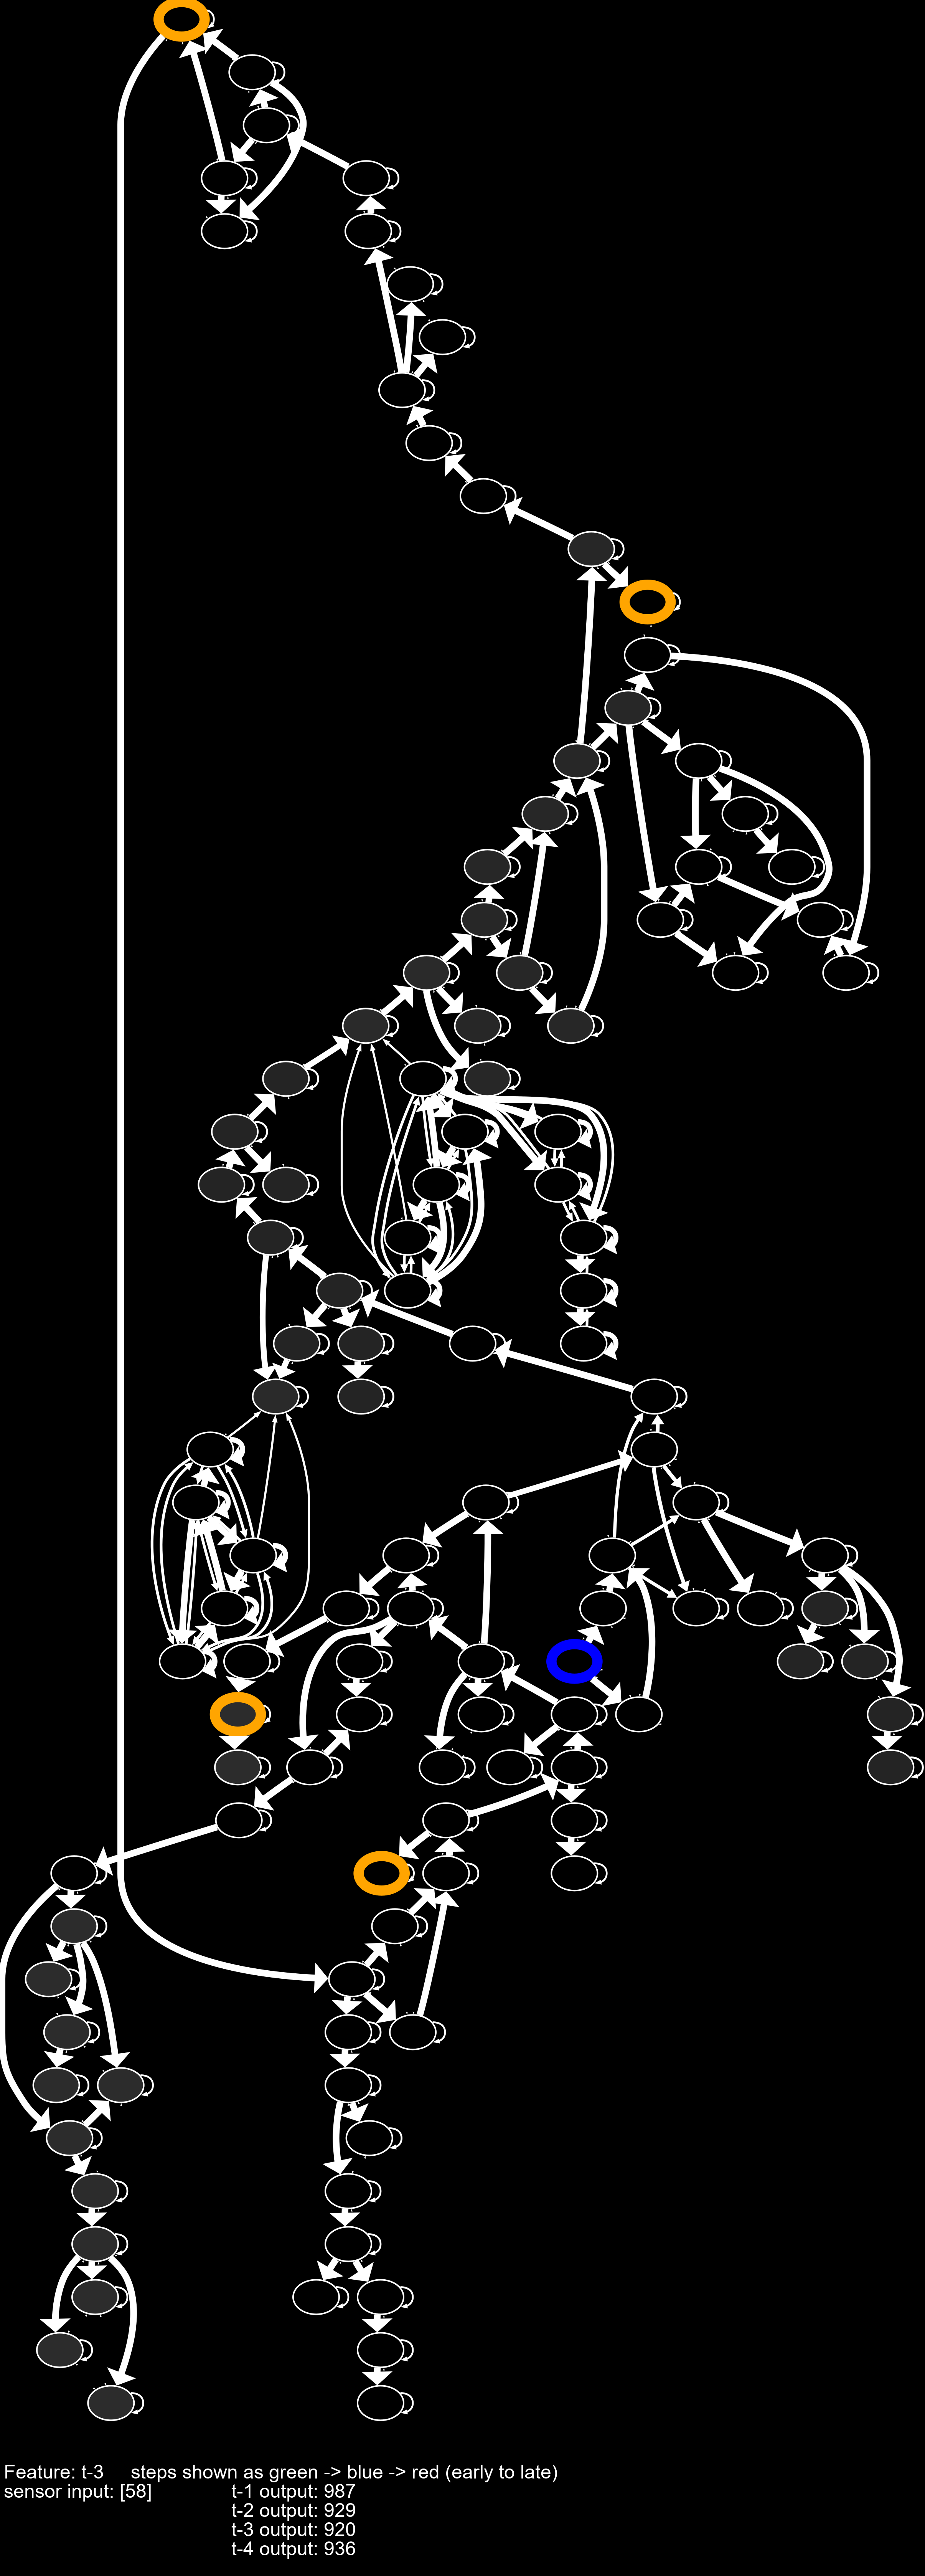 Feature: t-3 steps shown as green -> blue -> red (early to late)
sensor input: [58] t-1 output: 987
t-2 output: 929
t-3 output: 920
t-4 output: 936